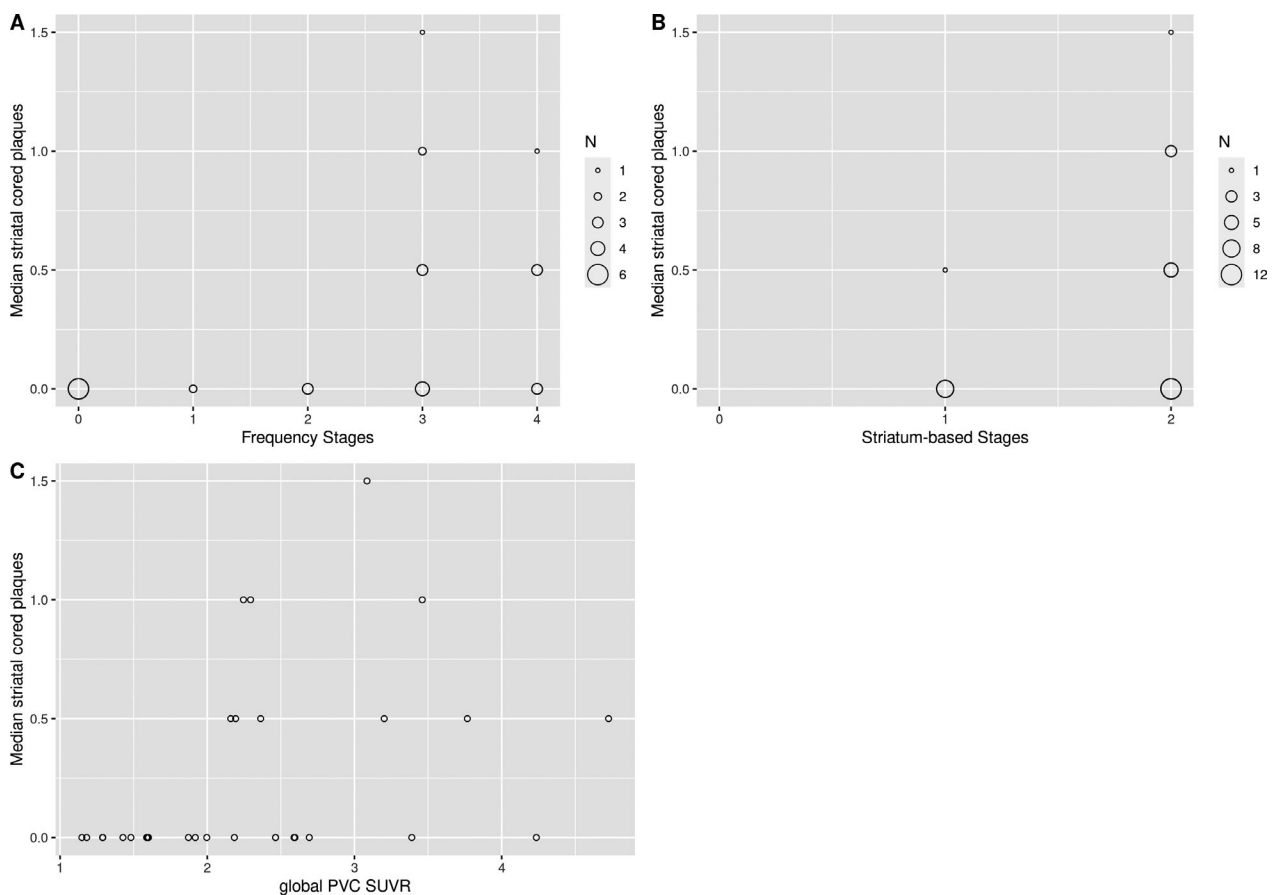 A
Median striatal cored plaques
1.5
1.0
0.5
0.0
0 1 2 3 4
Frequency Stages
N
1
2
3
4
6
B
Median striatal cored plaques
1.5
1.0
0.5
0.0
0 1 2
Striatum-based Stages
N
1
3
5
8
12
C
Median striatal cored plaques
1.5
1.0
0.5
0.0
1 2 3 4
global PVC SUVR